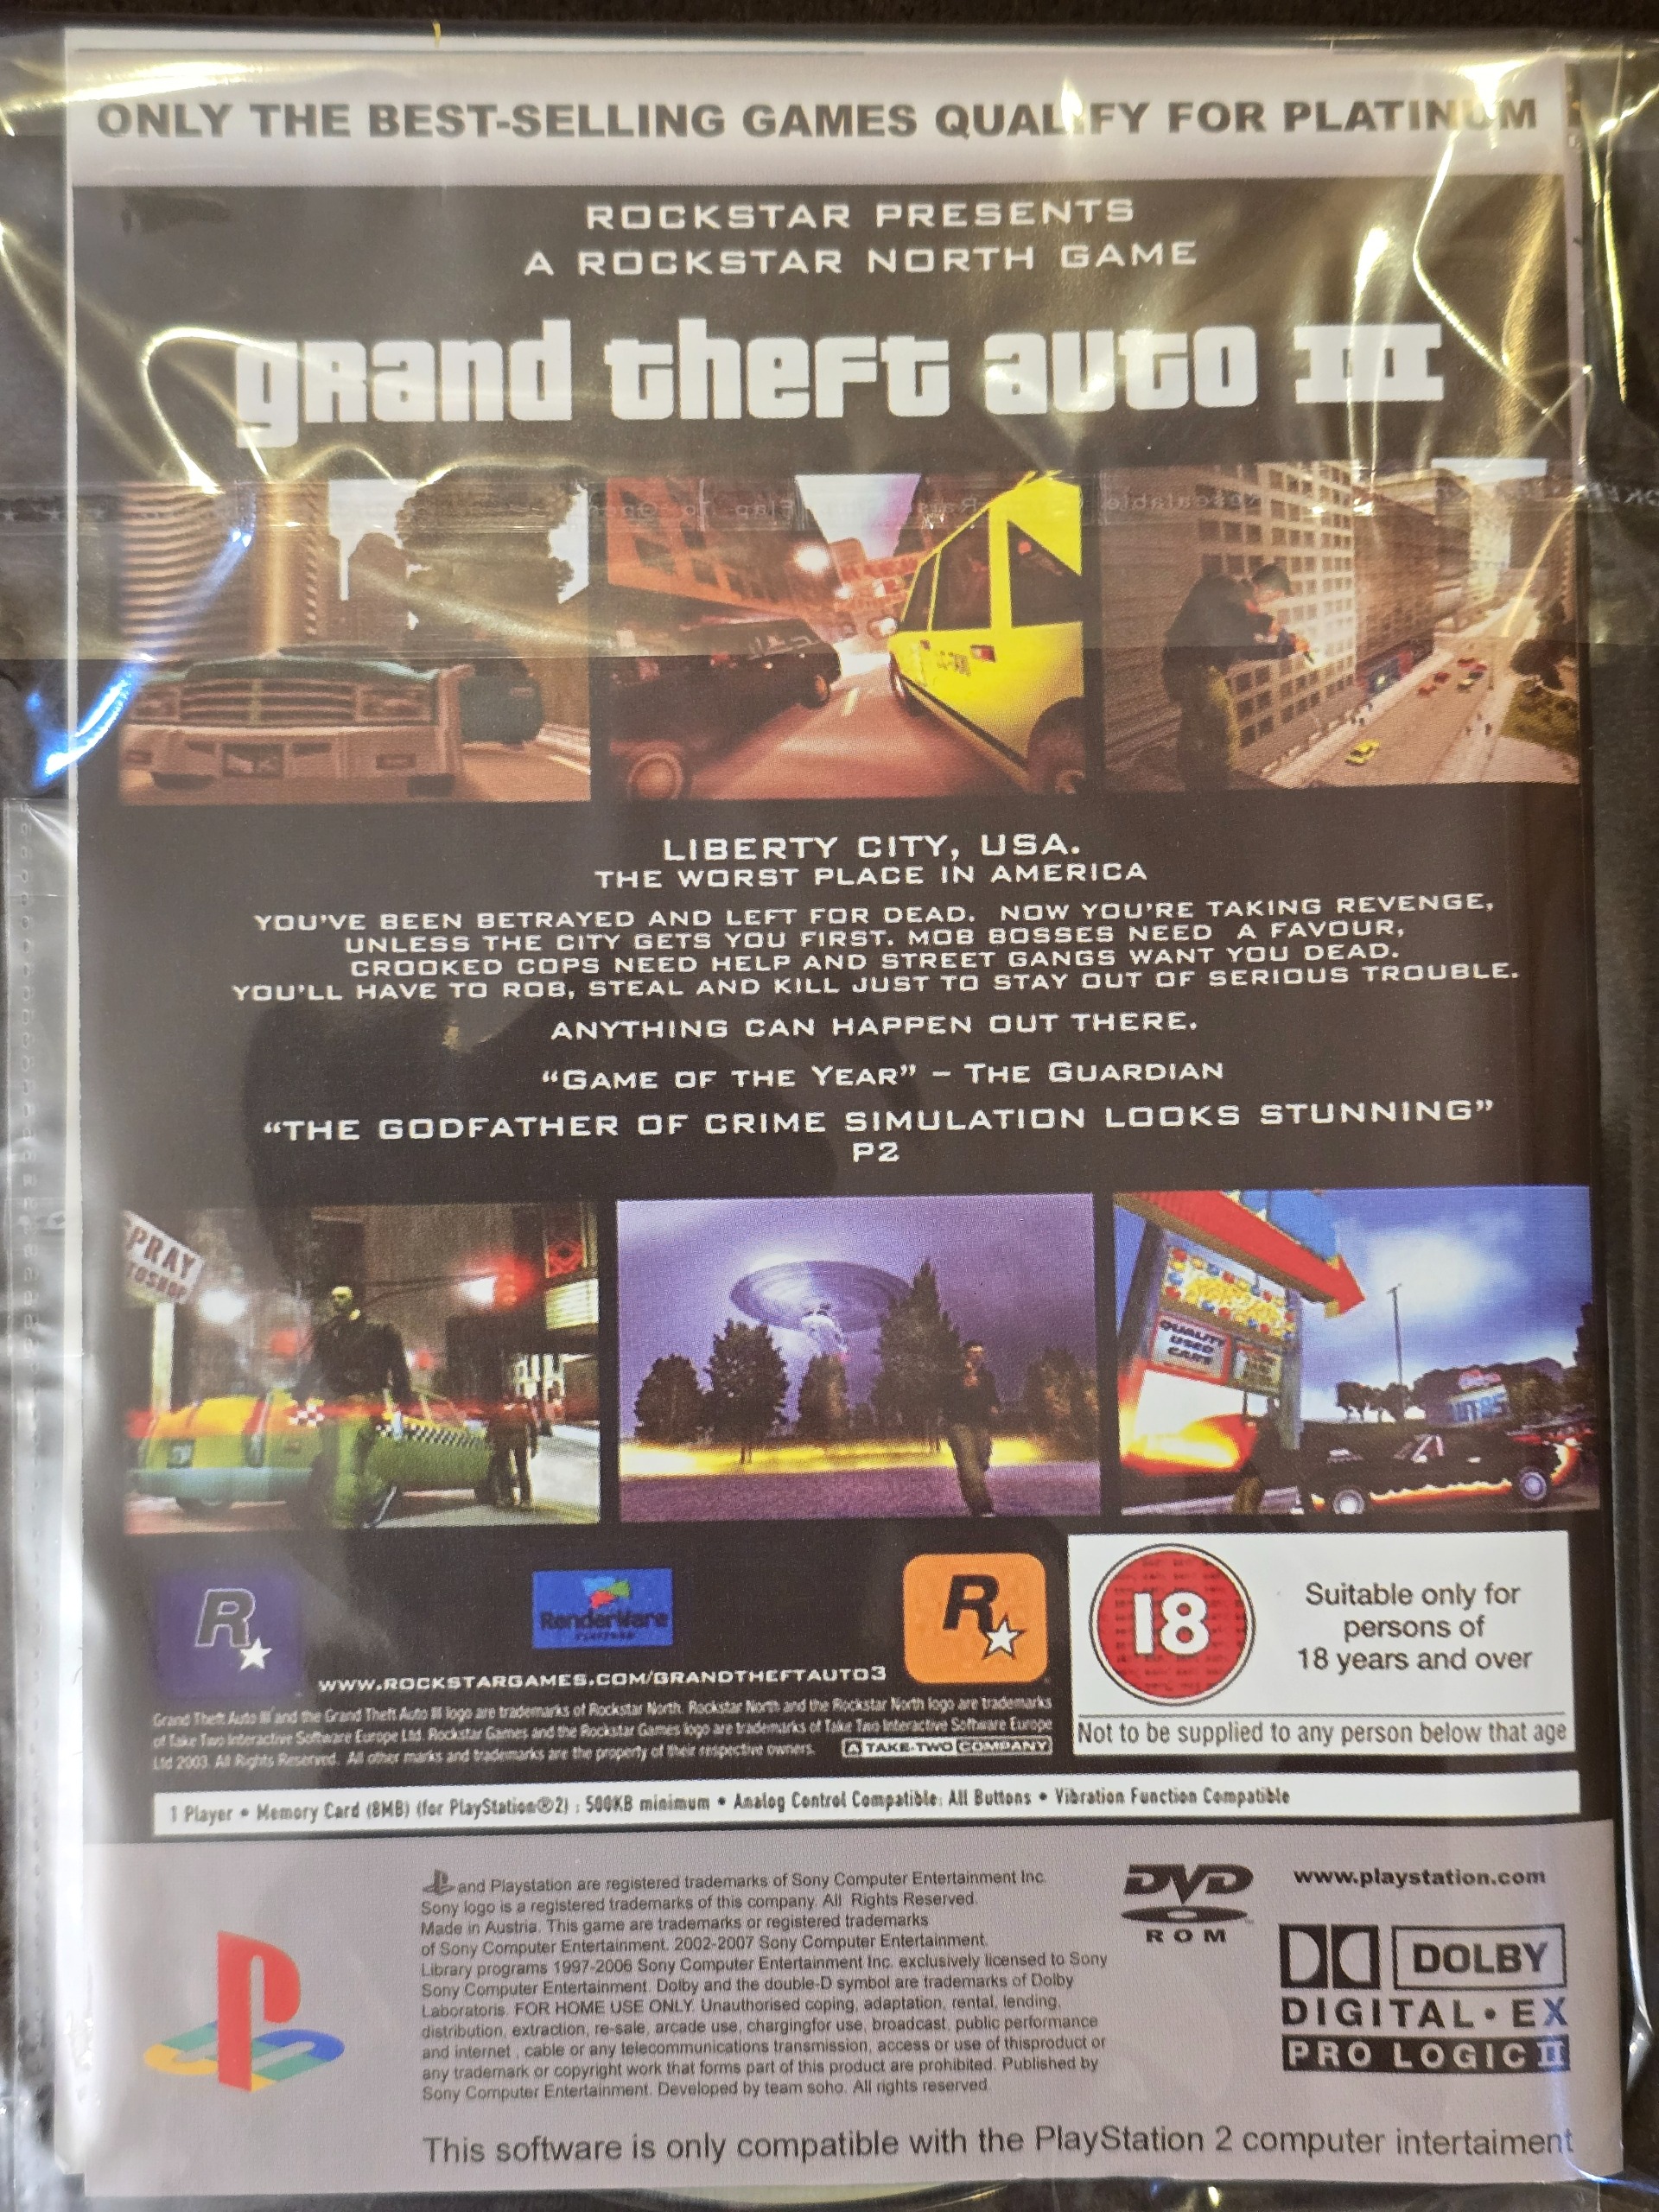 ONLY THE BEST-SELLING GAMES QUALIFY FOR PLATINUM
ROCKSTAR PRESENTS
A ROCKSTAR NORTH GAME
grand theft auto III
Resealable
Flap To Open
LIBERTY CITY, USA.
THE WORST PLACE IN AMERICA
YOU'VE BEEN BETRAYED AND LEFT FOR DEAD. NOW YOU'RE TAKING REVENGE,
UNLESS THE CITY GETS YOU FIRST. MOB BOSSES NEED A FAVOUR,
CROOKED COPS NEED HELP AND STREET GANGS WANT YOU DEAD.
YOU'LL HAVE TO ROB, STEAL AND KILL JUST TO STAY OUT OF SERIOUS TROUBLE.
ANYTHING CAN HAPPEN OUT THERE.
“GAME OF THE YEAR” – THE GUARDIAN
“THE GODFATHER OF CRIME SIMULATION LOOKS STUNNING”
P2
PRAY
TOSHOP
QUALITY
USED
CARS
R
RenderWare
R
18
Suitable only for
persons of
18 years and over
Not to be supplied to any person below that age
WWW.ROCKSTARGAMES.COM/GRANDTHEFTAUTO3
Grand Theft Auto III and the Grand Theft Auto III logo are trademarks of Rockstar North. Rockstar North and the Rockstar North logo are trademarks
of Take Two Interactive Software Europe Ltd. Rockstar Games and the Rockstar Games logo are trademarks of Take Two Interactive Software Europe
Ltd 2003. All Rights Reserved. All other marks and trademarks are the property of their respective owners. A TAKE-TWO COMPANY
1 Player • Memory Card (8MB) (for PlayStation®2) : 500KB minimum • Analog Control Compatible: All Buttons • Vibration Function Compatible
and Playstation are registered trademarks of Sony Computer Entertainment Inc.
Sony logo is a registered trademarks of this company. All Rights Reserved.
Made in Austria. This game are trademarks or registered trademarks
of Sony Computer Entertainment. 2002-2007 Sony Computer Entertainment.
Library programs 1997-2006 Sony Computer Entertainment Inc. exclusively licensed to Sony
Sony Computer Entertainment. Dolby and the double-D symbol are trademarks of Dolby
Laboratoris. FOR HOME USE ONLY. Unauthorised coping, adaptation, rental, lending,
distribution, extraction, re-sale, arcade use, chargingfor use, broadcast, public performance
and internet , cable or any telecommunications transmission, access or use of thisproduct or
any trademark or copyright work that forms part of this product are prohibited. Published by
Sony Computer Entertainment. Developed by team soho. All rights reserved.
DVD
ROM
www.playstation.com
DOLBY
DIGITAL•EX
PRO LOGIC II
This software is only compatible with the PlayStation 2 computer intertaiment